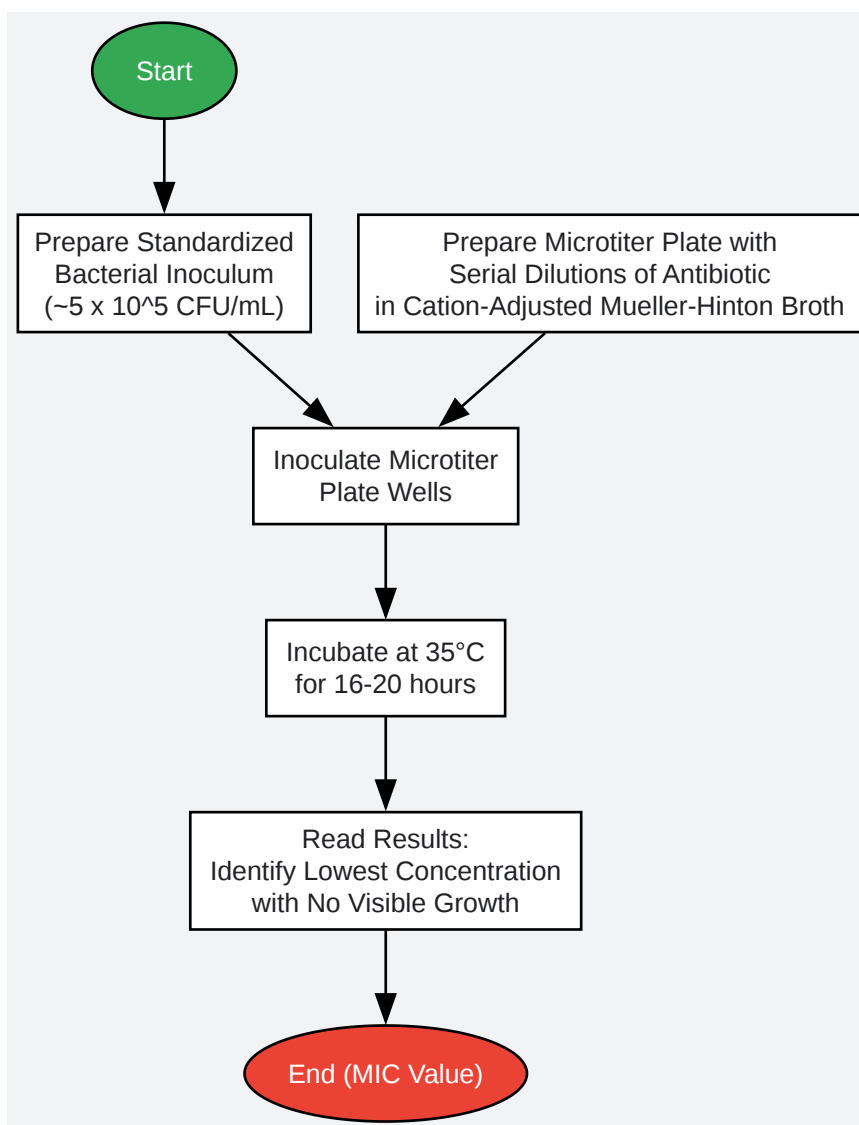 Start
Prepare Standardized
Bacterial Inoculum
(~5 x 10^5 CFU/mL)
Prepare Microtiter Plate with
Serial Dilutions of Antibiotic
in Cation-Adjusted Mueller-Hinton Broth
Inoculate Microtiter
Plate Wells
Incubate at 35°C
for 16-20 hours
Read Results:
Identify Lowest Concentration
with No Visible Growth
End (MIC Value)